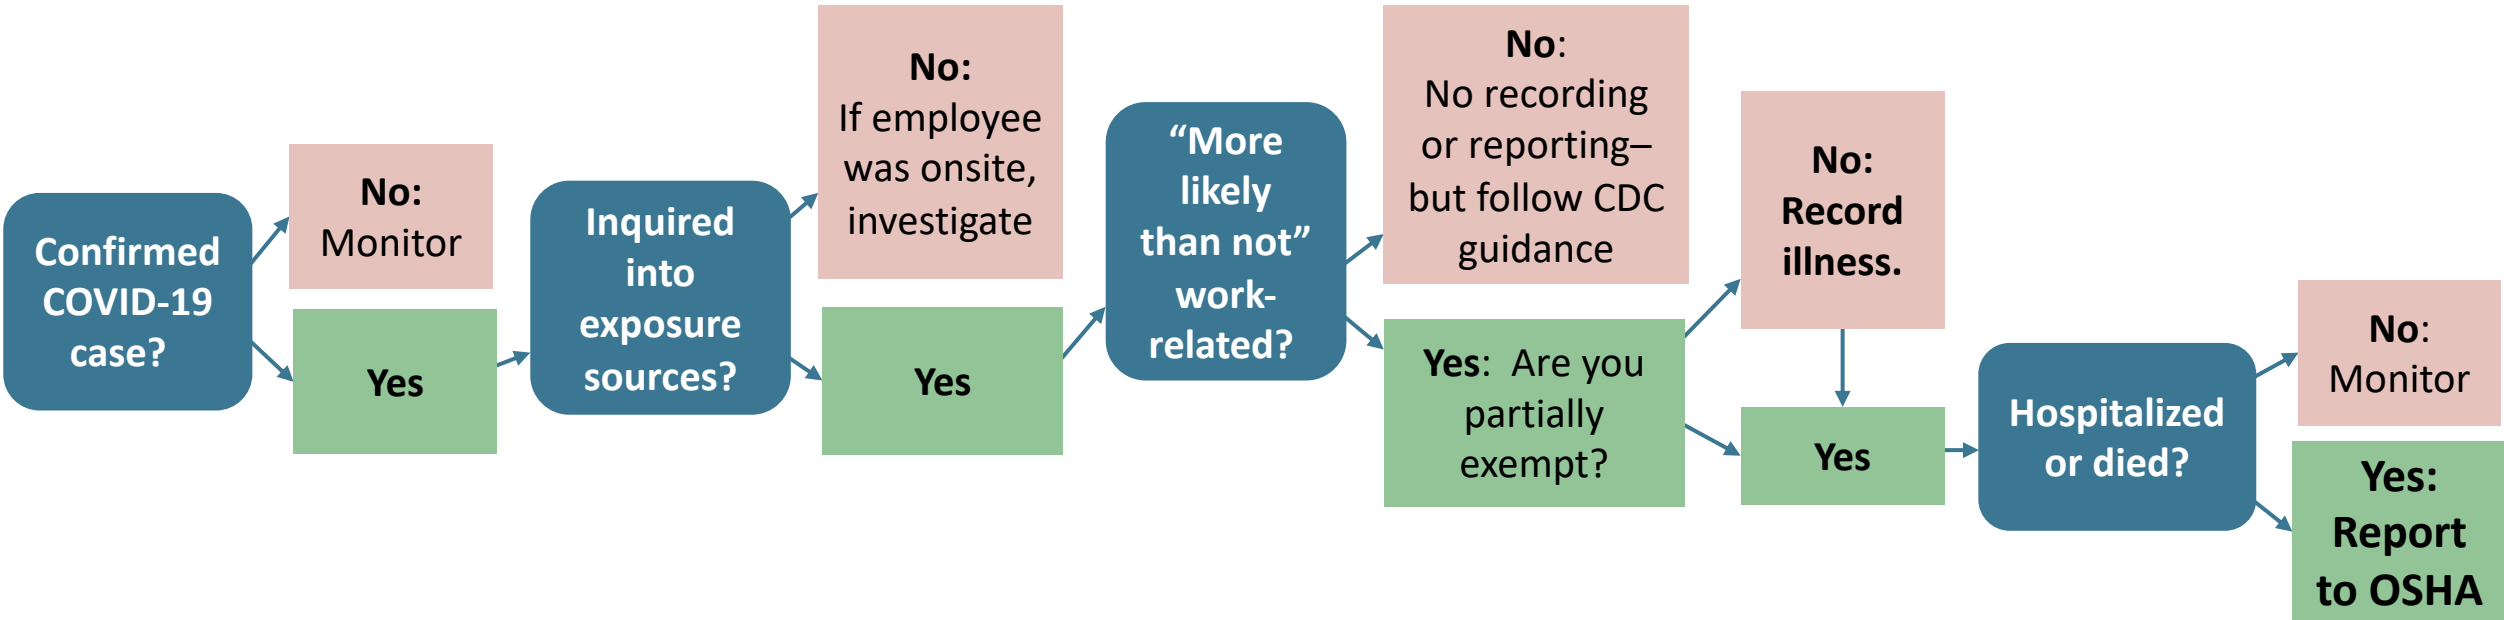 Confirmed
COVID-19
case?
No:
Monitor
Yes
Inquired
into
exposure
sources?
No:
If employee
was onsite,
investigate
Yes
“More
likely
than not”
work-
related?
No:
No recording
or reporting–
but follow CDC
guidance
Yes:  Are you
partially
exempt?
No:
Record
illness.
Yes
Hospitalized
or died?
No:
Monitor
Yes:
Report
to OSHA